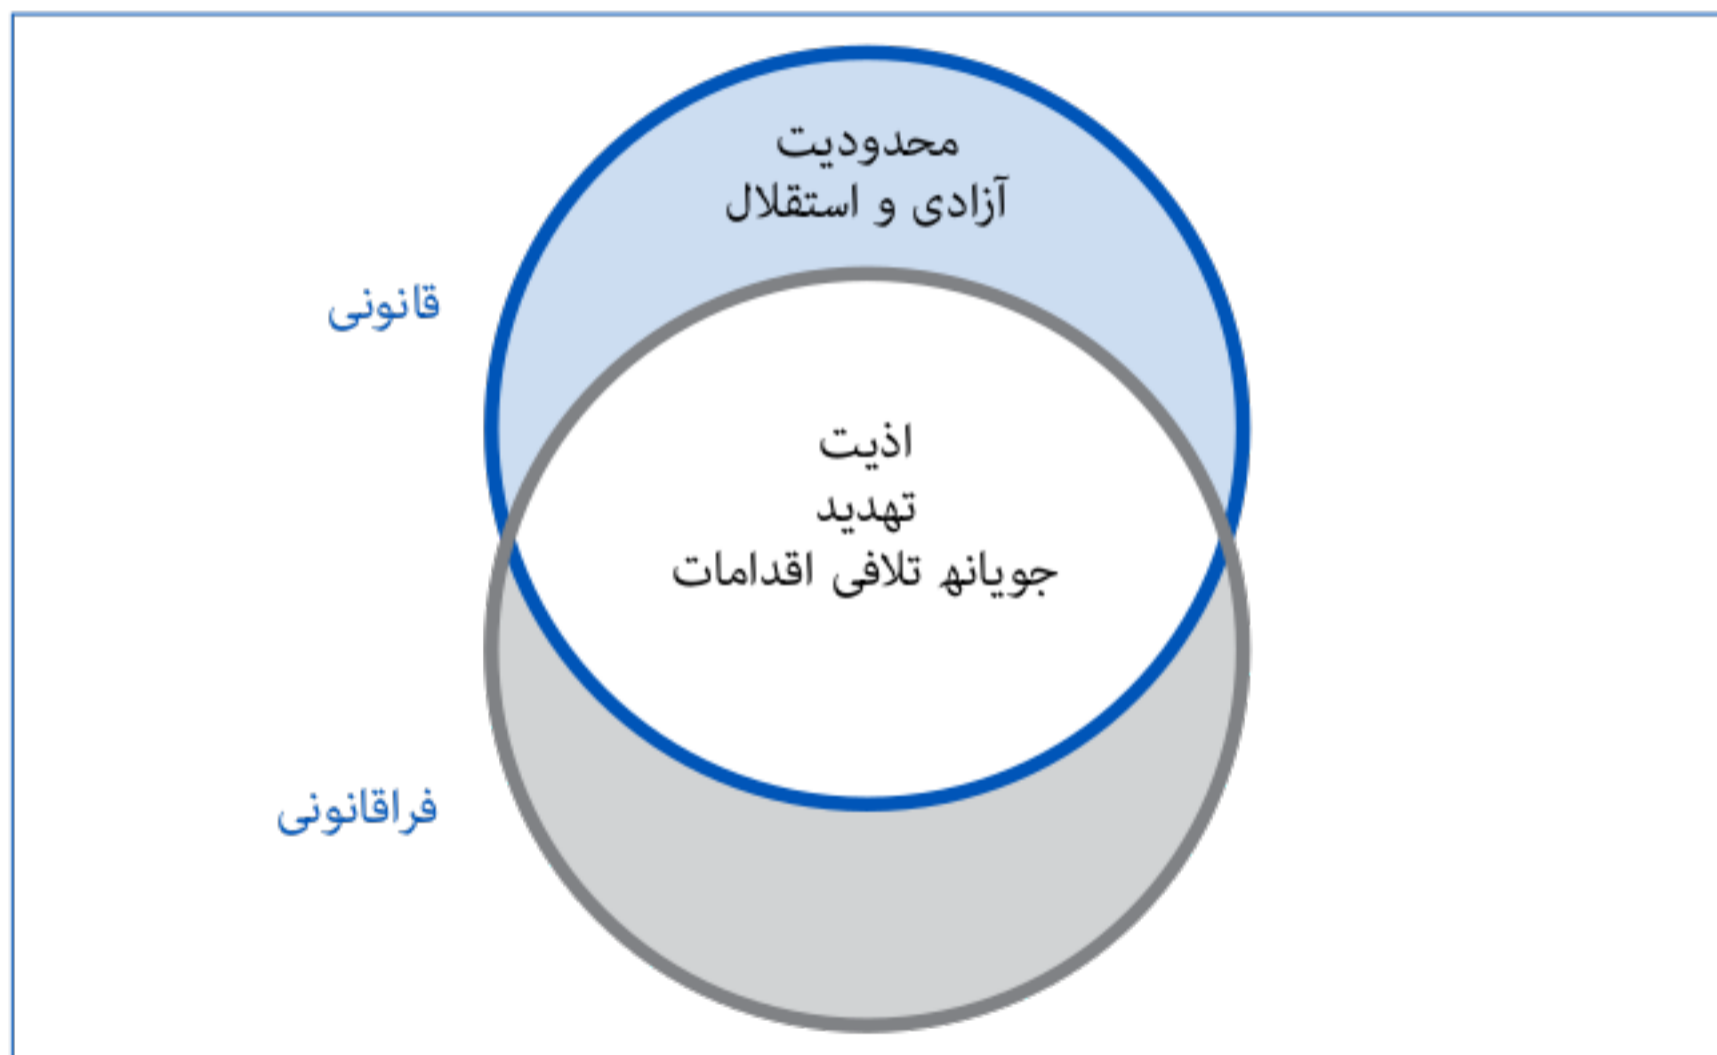 محدودیت
آزادی و استقلال
قانونی
اذیت
تهدید
جویانه تلافی اقدامات
فراقانونی